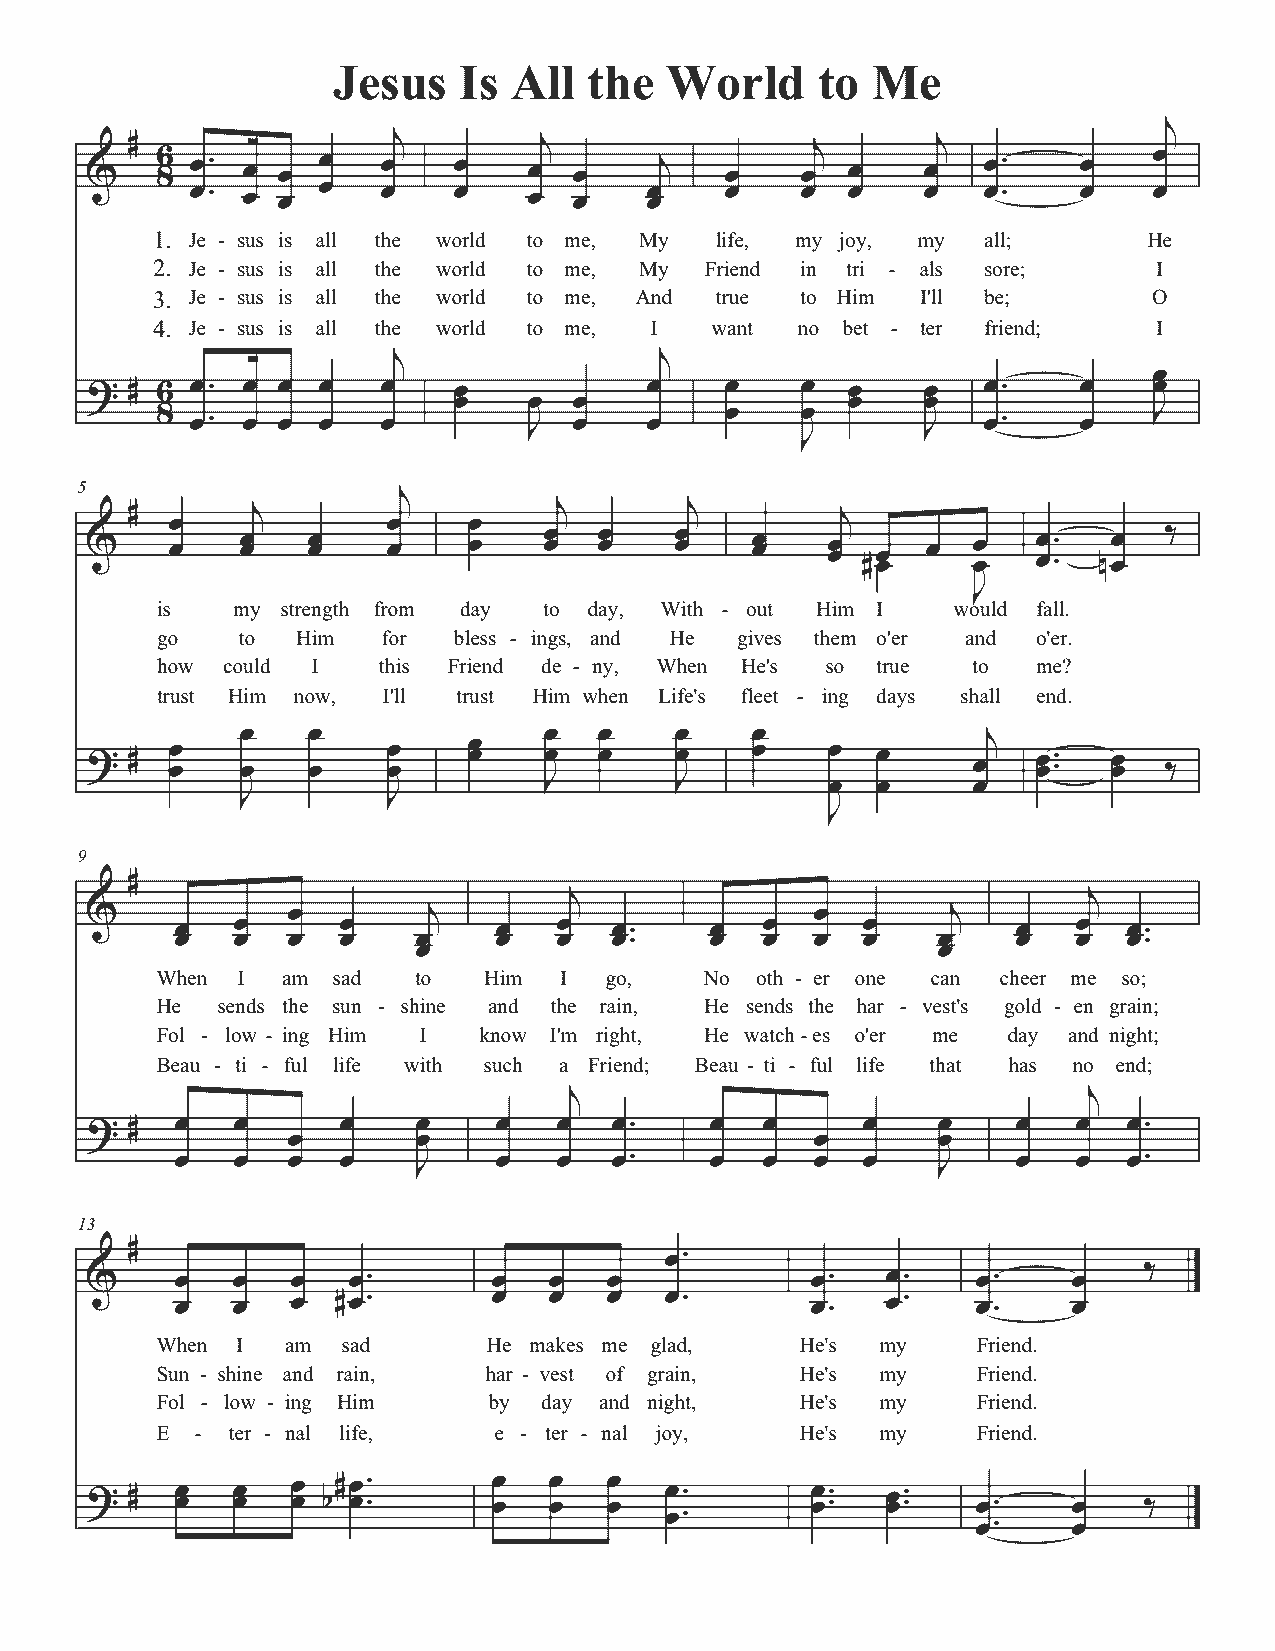 Jesus Is All the World to Me
1. Je - sus is all the world to me, My life, my joy, my all; He
2. Je - sus is all the world to me, My Friend in tri - als sore; I
3. Je - sus is all the world to me, And true to Him I'll be; O
4. Je - sus is all the world to me, I want no bet - ter friend; I
5
is my strength from day to day, With - out Him I would fall.
go to Him for bless - ings, and He gives them o'er and o'er.
how could I this Friend de - ny, When He's so true to me?
trust Him now, I'll trust Him when Life's fleet - ing days shall end.
9
When I am sad to Him I go, No oth - er one can cheer me so;
He sends the sun - shine and the rain, He sends the har - vest's gold - en grain;
Fol - low - ing Him I know I'm right, He watch - es o'er me day and night;
Beau - ti - ful life with such a Friend; Beau - ti - ful life that has no end;
13
When I am sad He makes me glad, He's my Friend.
Sun - shine and rain, har - vest of grain, He's my Friend.
Fol - low - ing Him by day and night, He's my Friend.
E - ter - nal life, e - ter - nal joy, He's my Friend.